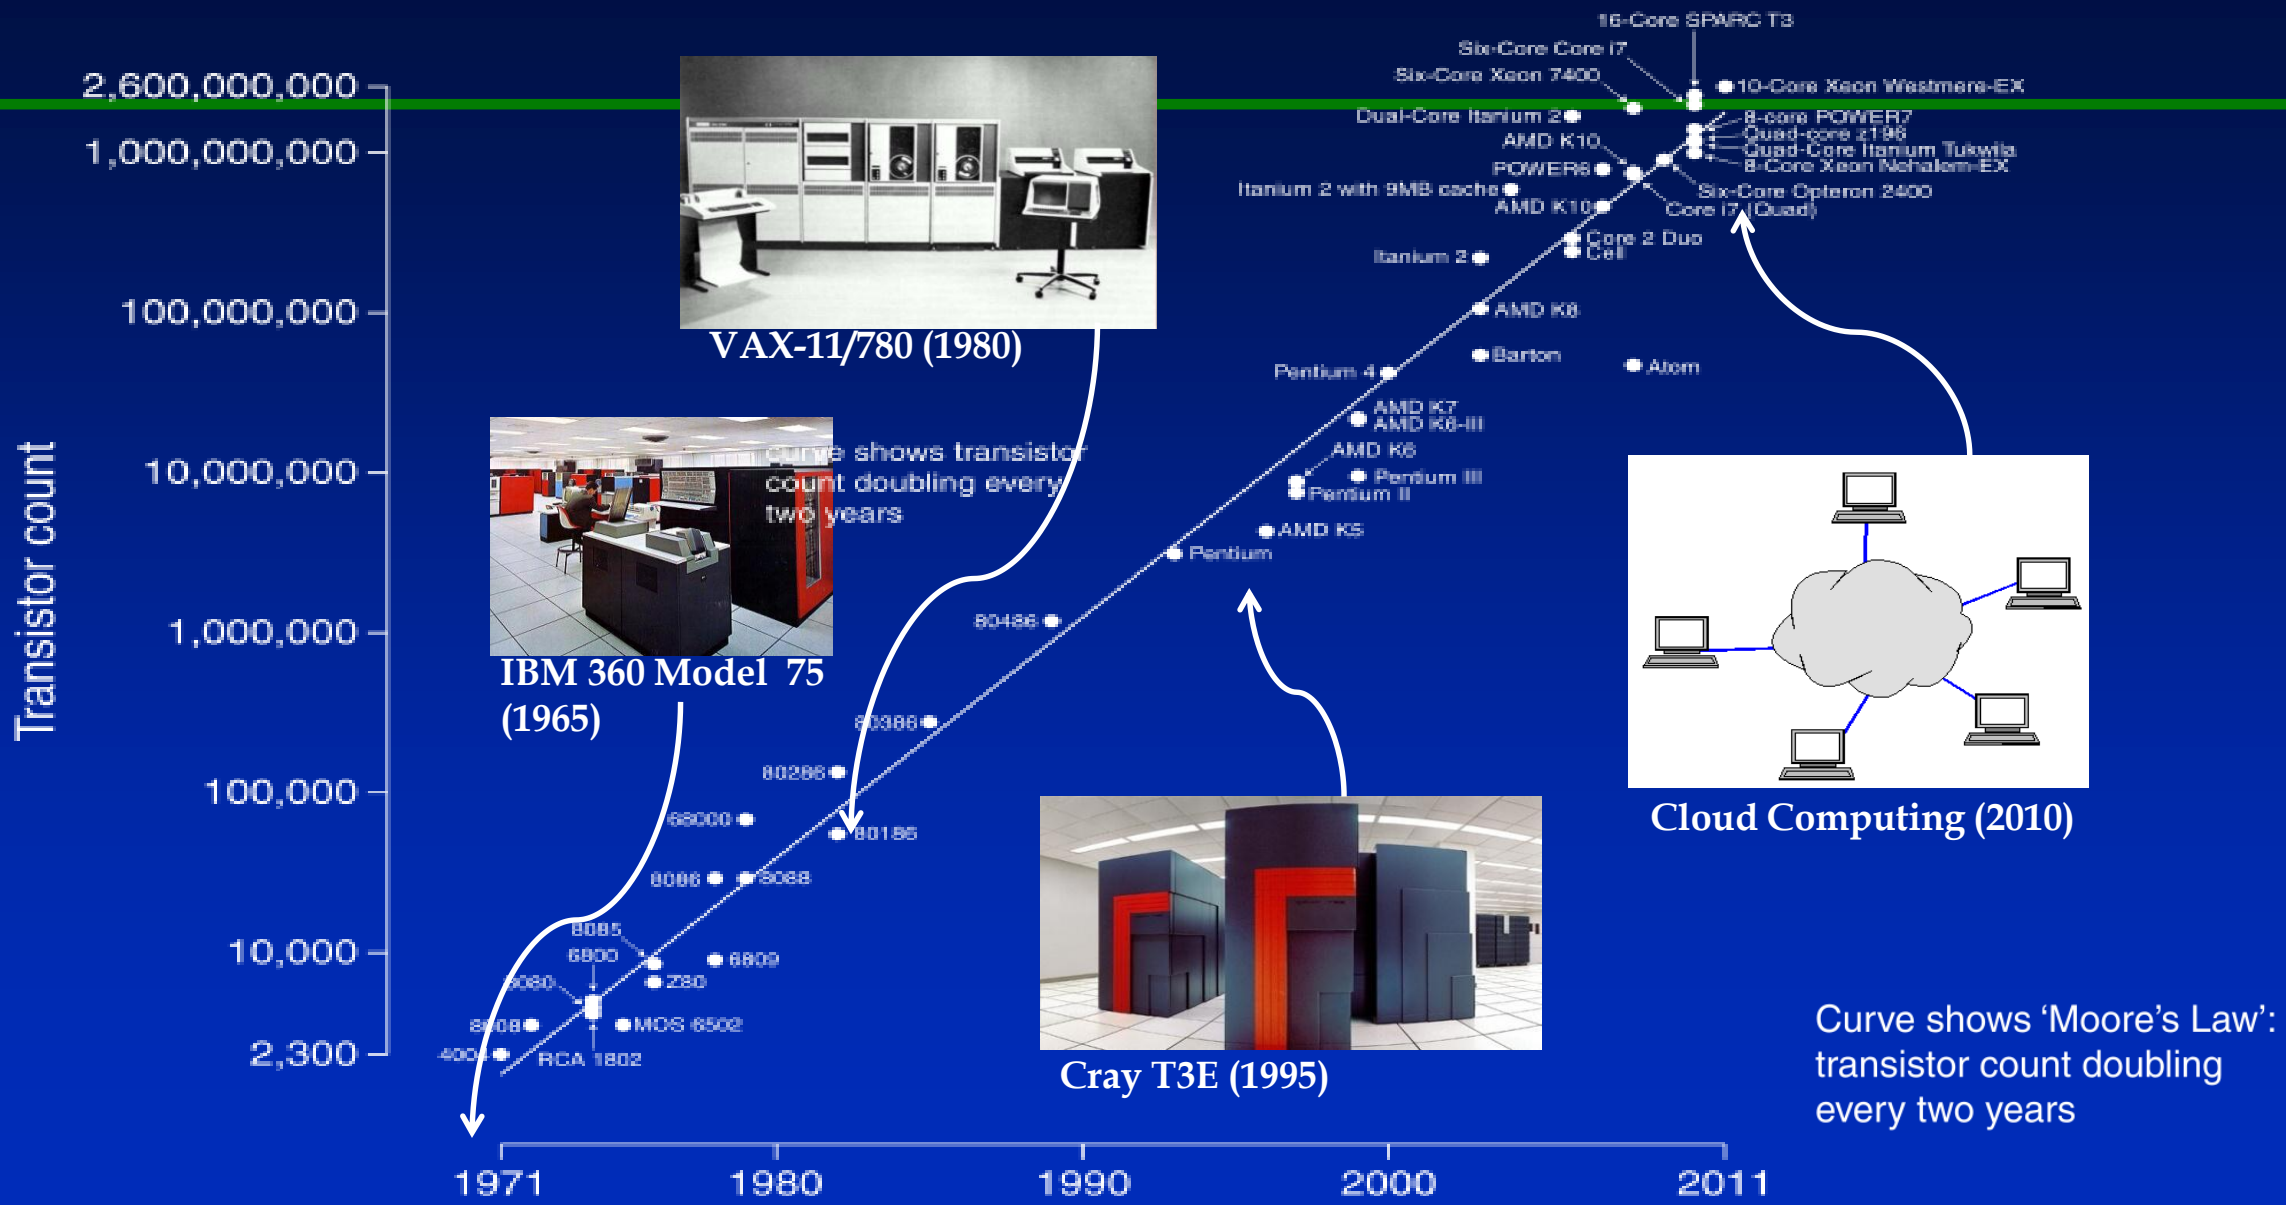 16-Core SPARC T3
Six-Core Core i7
Six-Core Xeon 7400
10-Core Xeon Westmere-EX
Dual-Core Itanium 2
8-core POWER7
Quad-core z196
AMD K10
Quad-Core Itanium Tukwila
8-Core Xeon Nehalem-EX
POWER6
Itanium 2 with 9MB cache
Six-Core Opteron 2400
AMD K10
Core i7 (Quad)
Core 2 Duo
Cell
Itanium 2
AMD K8
Barton
Atom
Pentium 4
AMD K7
AMD K6-III
AMD K6
Pentium III
Pentium II
AMD K5
Pentium
80486
80386
80286
68000
80186
8086
8088
8085
6800
6809
8080
Z80
8008
MOS 6502
4004
RCA 1802
2,600,000,000
1,000,000,000
100,000,000
10,000,000
1,000,000
100,000
10,000
2,300
Transistor count
VAX-11/780 (1980)
curve shows transistor
count doubling every
two years
IBM 360 Model 75
(1965)
Cloud Computing (2010)
Cray T3E (1995)
Curve shows ‘Moore’s Law’:
transistor count doubling
every two years
1971
1980
1990
2000
2011